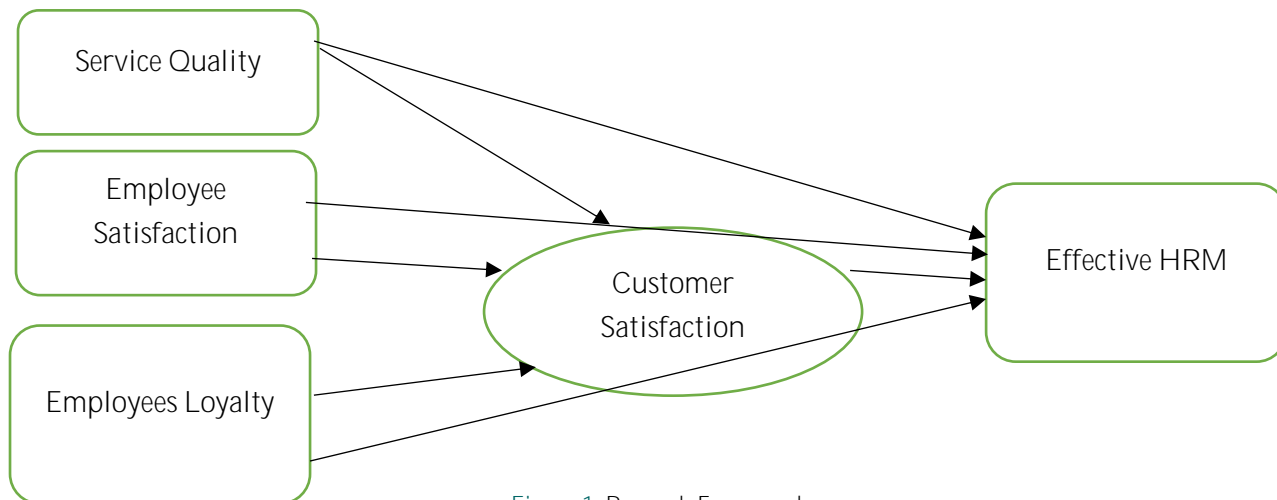 Service Quality
Employee
Satisfaction
Customer
Satisfaction
Effective HRM
Employees Loyalty